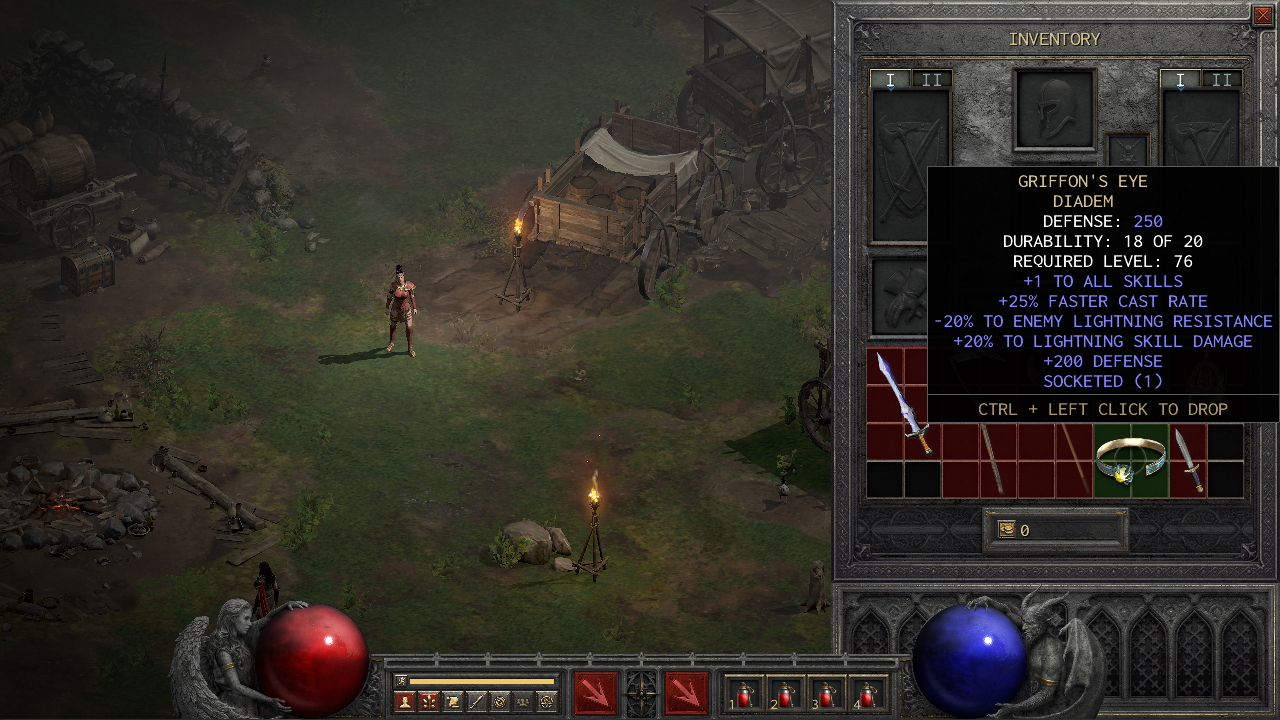 INVENTORY
I II
I II
GRIFFON'S EYE
DIADEM
DEFENSE: 250
DURABILITY: 18 OF 20
REQUIRED LEVEL: 76
+1 TO ALL SKILLS
+25% FASTER CAST RATE
-20% TO ENEMY LIGHTNING RESISTANCE
+20% TO LIGHTNING SKILL DAMAGE
+200 DEFENSE
SOCKETED (1)
CTRL + LEFT CLICK TO DROP
0
1 2 3 4